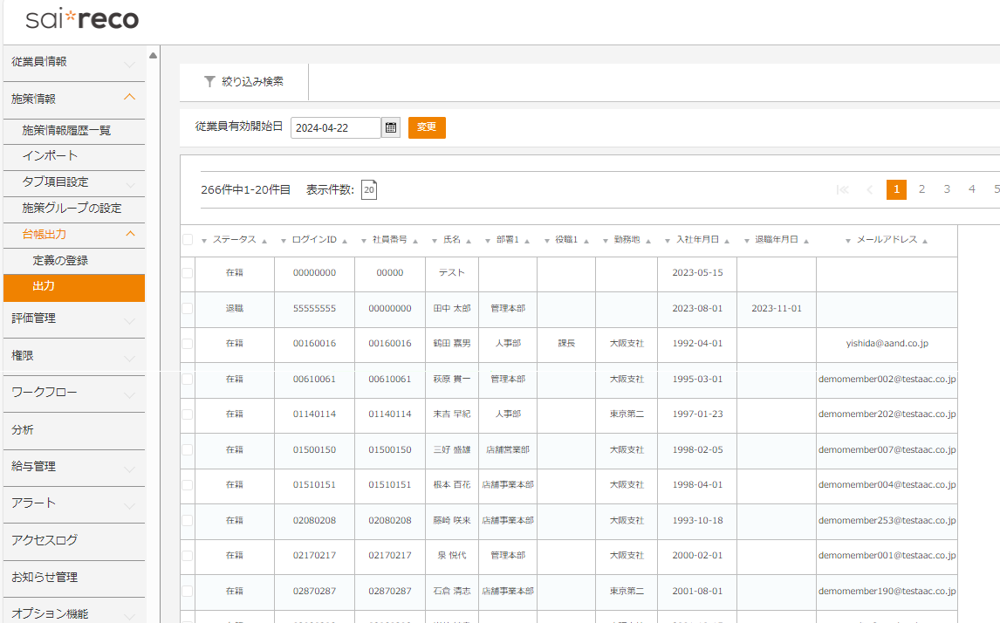 sai*reco
従業員情報
施策情報
施策情報履歴一覧
インポート
タブ項目設定
施策グループの設定
台帳出力
定義の登録
出力
評価管理
権限
ワークフロー
分析
給与管理
アラート
アクセスログ
お知らせ管理
オプション機能
絞り込み検索
従業員有効開始日 2024-04-22 変更
266件中1-20件目 表示件数: 20 1 2 3 4 5
ステータス ログインID 社員番号 氏名 部署1 役職1 勤務地 入社年月日 退職年月日 メールアドレス
在籍 00000000 00000 テスト 2023-05-15
退職 55555555 00000000 田中 太郎 管理本部 2023-08-01 2023-11-01
在籍 00160016 00160016 鶴田 嘉男 人事部 課長 大阪支社 1992-04-01 yishida@aand.co.jp
在籍 00610061 00610061 萩原 貫一 管理本部 大阪支社 1995-03-01 demomember002@testaac.co.jp
在籍 01140114 01140114 末吉 早紀 人事部 東京第二 1997-01-23 demomember202@testaac.co.jp
在籍 01500150 01500150 三好 盛雄 店舗営業部 大阪支社 1998-02-05 demomember007@testaac.co.jp
在籍 01510151 01510151 根本 百花 店舗事業本部 大阪支社 1998-04-01 demomember004@testaac.co.jp
在籍 02080208 02080208 藤崎 咲来 店舗事業本部 大阪支社 1993-10-18 demomember253@testaac.co.jp
在籍 02170217 02170217 泉 悦代 管理本部 大阪支社 2000-02-01 demomember001@testaac.co.jp
在籍 02870287 02870287 石倉 清志 店舗事業本部 東京第二 2001-08-01 demomember190@testaac.co.jp